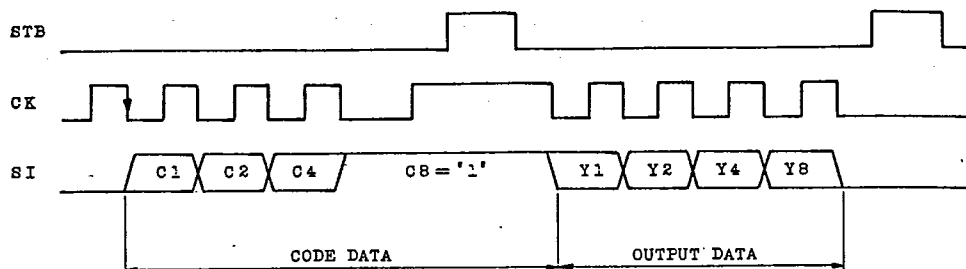 STB
CK
SI C1 C2 C4 C8="1" Y1 Y2 Y4 Y8
CODE DATA OUTPUT DATA